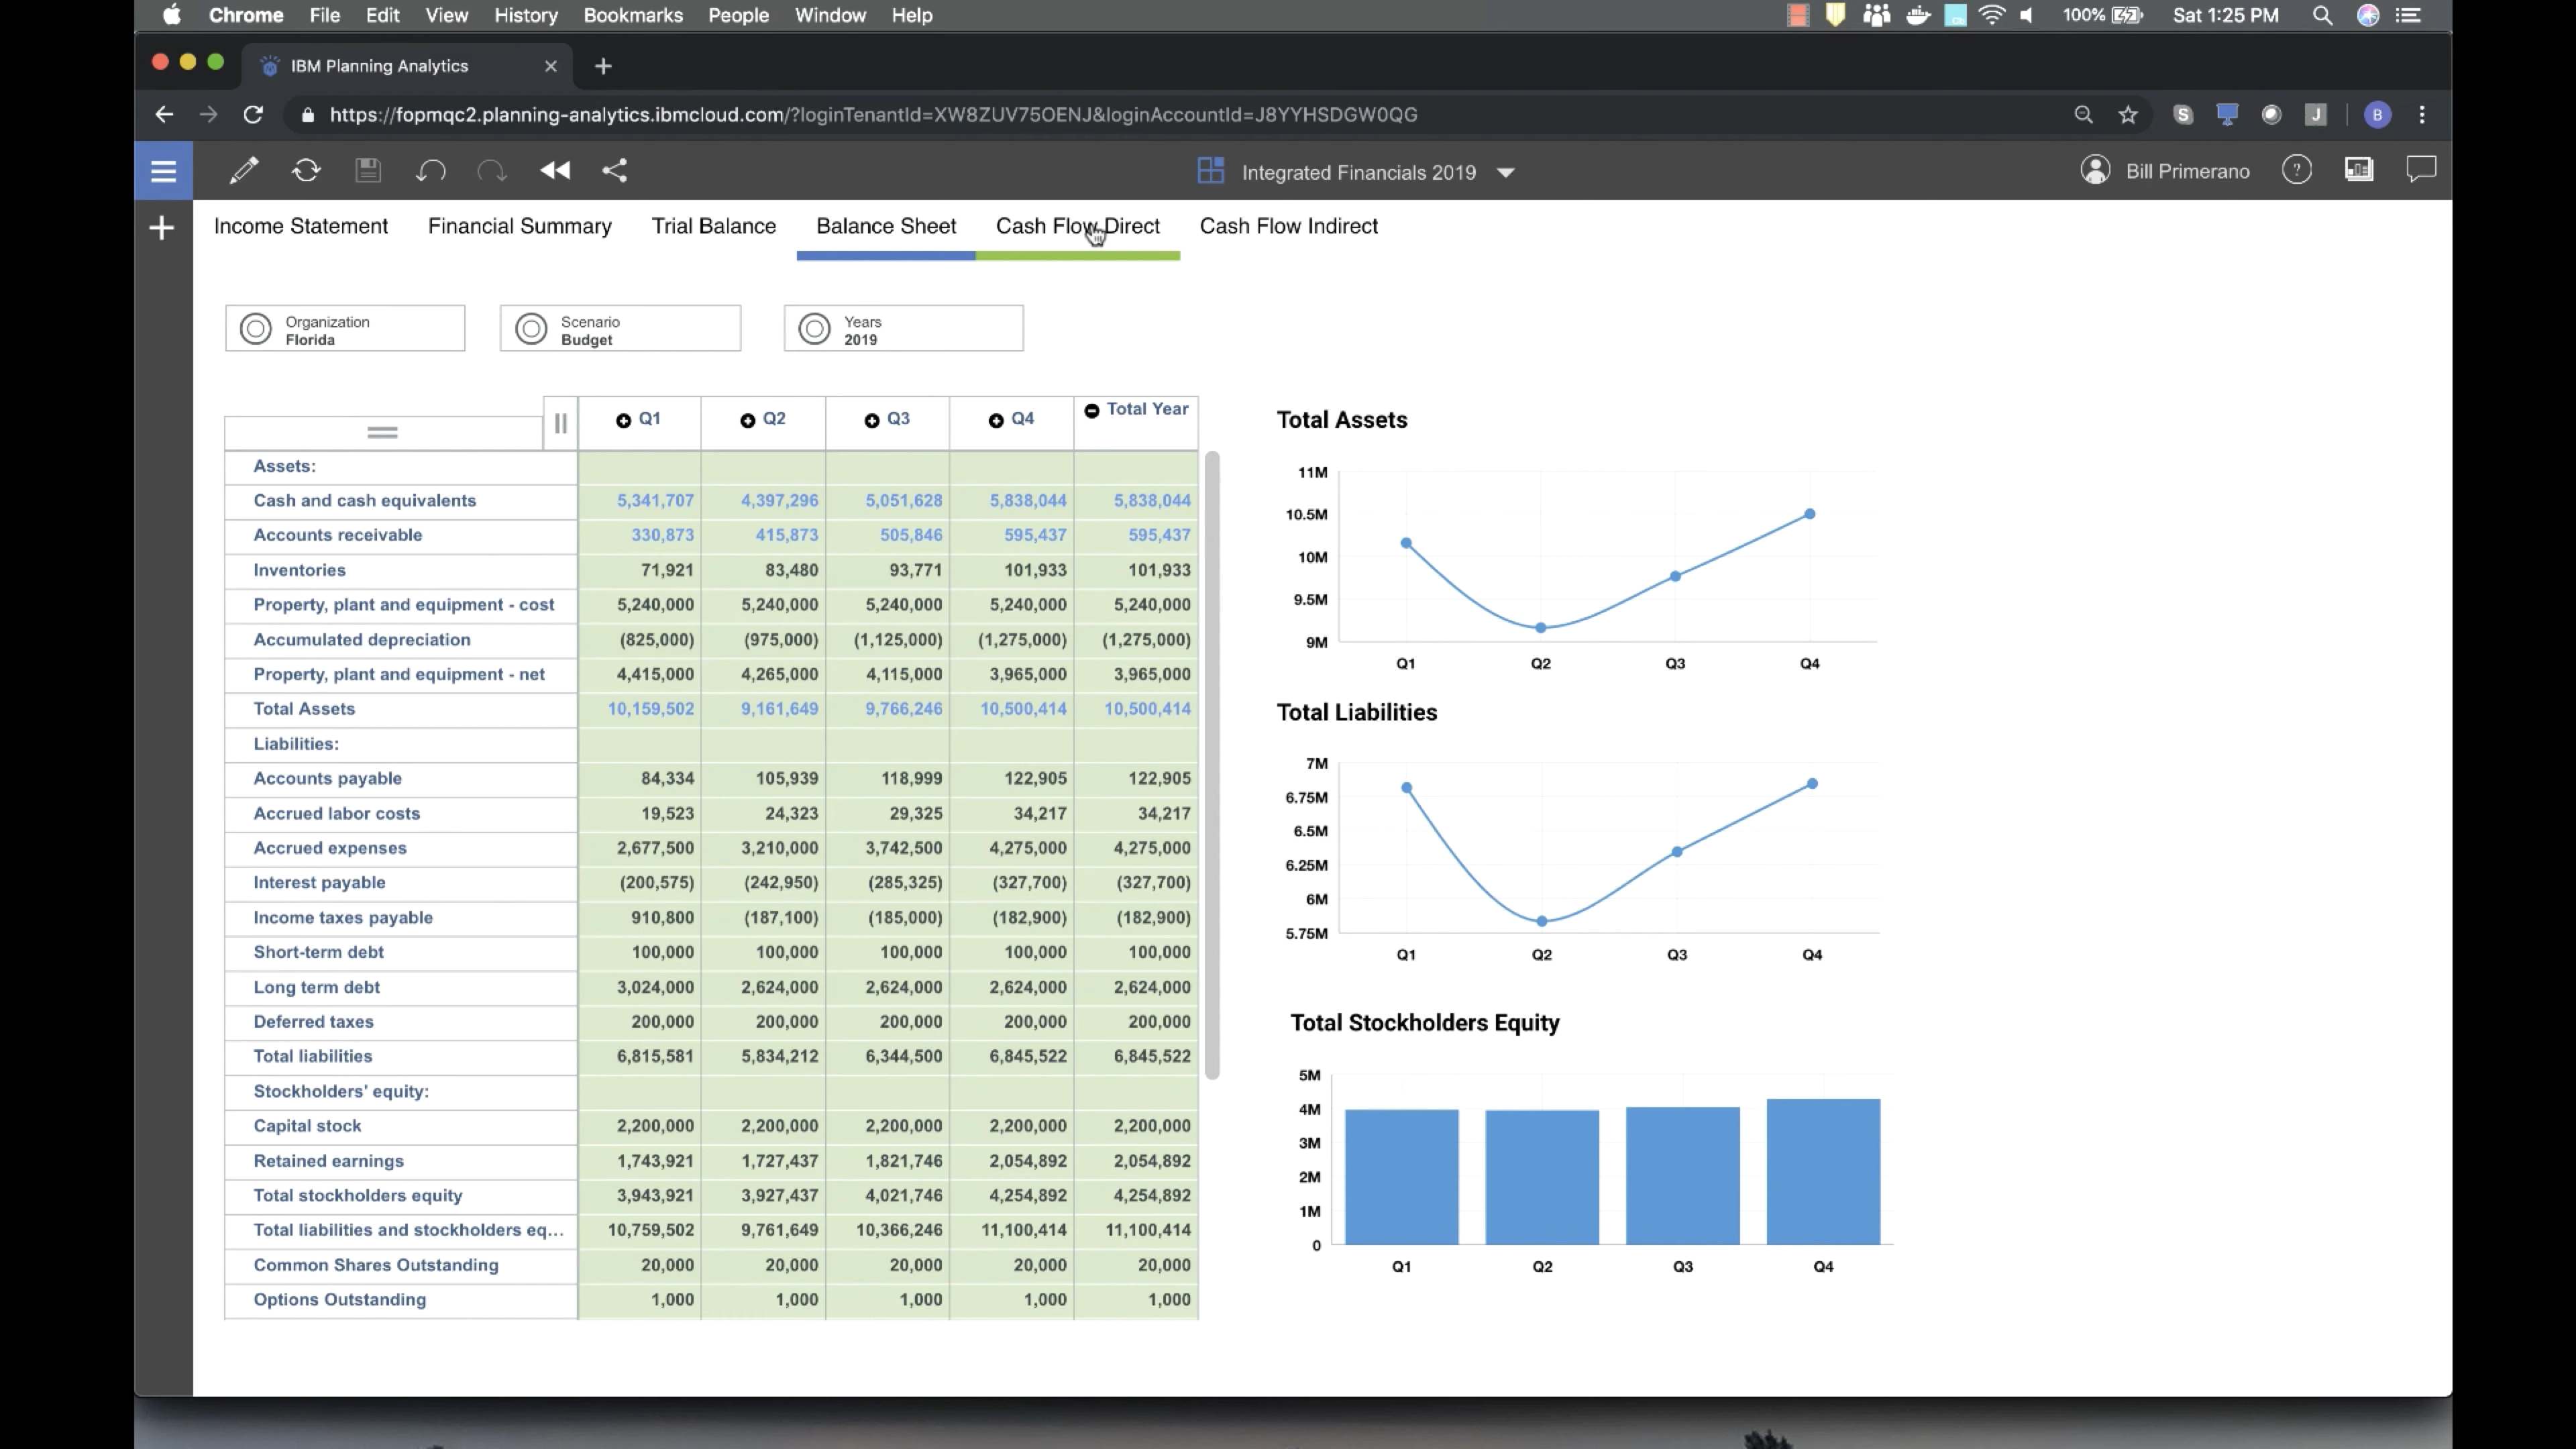 Chrome File Edit View History Bookmarks People Window Help 100% Sat 1:25 PM
IBM Planning Analytics
https://fopmqc2.planning-analytics.ibmcloud.com/?loginTenantId=XW8ZUV75OENJ&loginAccountId=J8YYHSDGW0QG S J B
Integrated Financials 2019 Bill Primerano ?
Income Statement Financial Summary Trial Balance Balance Sheet Cash Flow Direct Cash Flow Indirect
Organization
Florida
Scenario
Budget
Years
2019
Q1 Q2 Q3 Q4 Total Year
Assets:
Cash and cash equivalents 5,341,707 4,397,296 5,051,628 5,838,044 5,838,044
Accounts receivable 330,873 415,873 505,846 595,437 595,437
Inventories 71,921 83,480 93,771 101,933 101,933
Property, plant and equipment - cost 5,240,000 5,240,000 5,240,000 5,240,000 5,240,000
Accumulated depreciation (825,000) (975,000) (1,125,000) (1,275,000) (1,275,000)
Property, plant and equipment - net 4,415,000 4,265,000 4,115,000 3,965,000 3,965,000
Total Assets 10,159,502 9,161,649 9,766,246 10,500,414 10,500,414
Liabilities:
Accounts payable 84,334 105,939 118,999 122,905 122,905
Accrued labor costs 19,523 24,323 29,325 34,217 34,217
Accrued expenses 2,677,500 3,210,000 3,742,500 4,275,000 4,275,000
Interest payable (200,575) (242,950) (285,325) (327,700) (327,700)
Income taxes payable 910,800 (187,100) (185,000) (182,900) (182,900)
Short-term debt 100,000 100,000 100,000 100,000 100,000
Long term debt 3,024,000 2,624,000 2,624,000 2,624,000 2,624,000
Deferred taxes 200,000 200,000 200,000 200,000 200,000
Total liabilities 6,815,581 5,834,212 6,344,500 6,845,522 6,845,522
Stockholders' equity:
Capital stock 2,200,000 2,200,000 2,200,000 2,200,000 2,200,000
Retained earnings 1,743,921 1,727,437 1,821,746 2,054,892 2,054,892
Total stockholders equity 3,943,921 3,927,437 4,021,746 4,254,892 4,254,892
Total liabilities and stockholders eq... 10,759,502 9,761,649 10,366,246 11,100,414 11,100,414
Common Shares Outstanding 20,000 20,000 20,000 20,000 20,000
Options Outstanding 1,000 1,000 1,000 1,000 1,000
Total Assets
11M
10.5M
10M
9.5M
9M
Q1 Q2 Q3 Q4
Total Liabilities
7M
6.75M
6.5M
6.25M
6M
5.75M
Q1 Q2 Q3 Q4
Total Stockholders Equity
5M
4M
3M
2M
1M
0
Q1 Q2 Q3 Q4